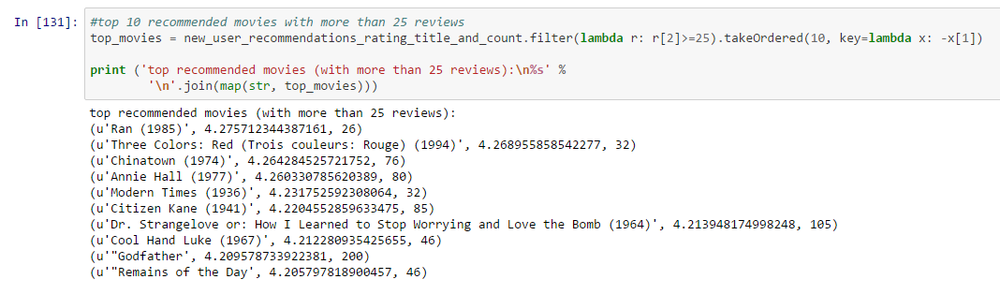 In [131]: #top 10 recommended movies with more than 25 reviews
top_movies = new_user_recommendations_rating_title_and_count.filter(lambda r: r[2]>=25).takeOrdered(10, key=lambda x: -x[1])
print ('top recommended movies (with more than 25 reviews):\n%s' %
'\n'.join(map(str, top_movies)))
top recommended movies (with more than 25 reviews):
(u'Ran (1985)', 4.275712344387161, 26)
(u'Three Colors: Red (Trois couleurs: Rouge) (1994)', 4.268955858542277, 32)
(u'Chinatown (1974)', 4.264284525721752, 76)
(u'Annie Hall (1977)', 4.260330785620389, 80)
(u'Modern Times (1936)', 4.231752592308064, 32)
(u'Citizen Kane (1941)', 4.2204552859633475, 85)
(u'Dr. Strangelove or: How I Learned to Stop Worrying and Love the Bomb (1964)', 4.213948174998248, 105)
(u'Cool Hand Luke (1967)', 4.212280935425655, 46)
(u'"Godfather', 4.209578733922381, 200)
(u'"Remains of the Day', 4.205797818900457, 46)